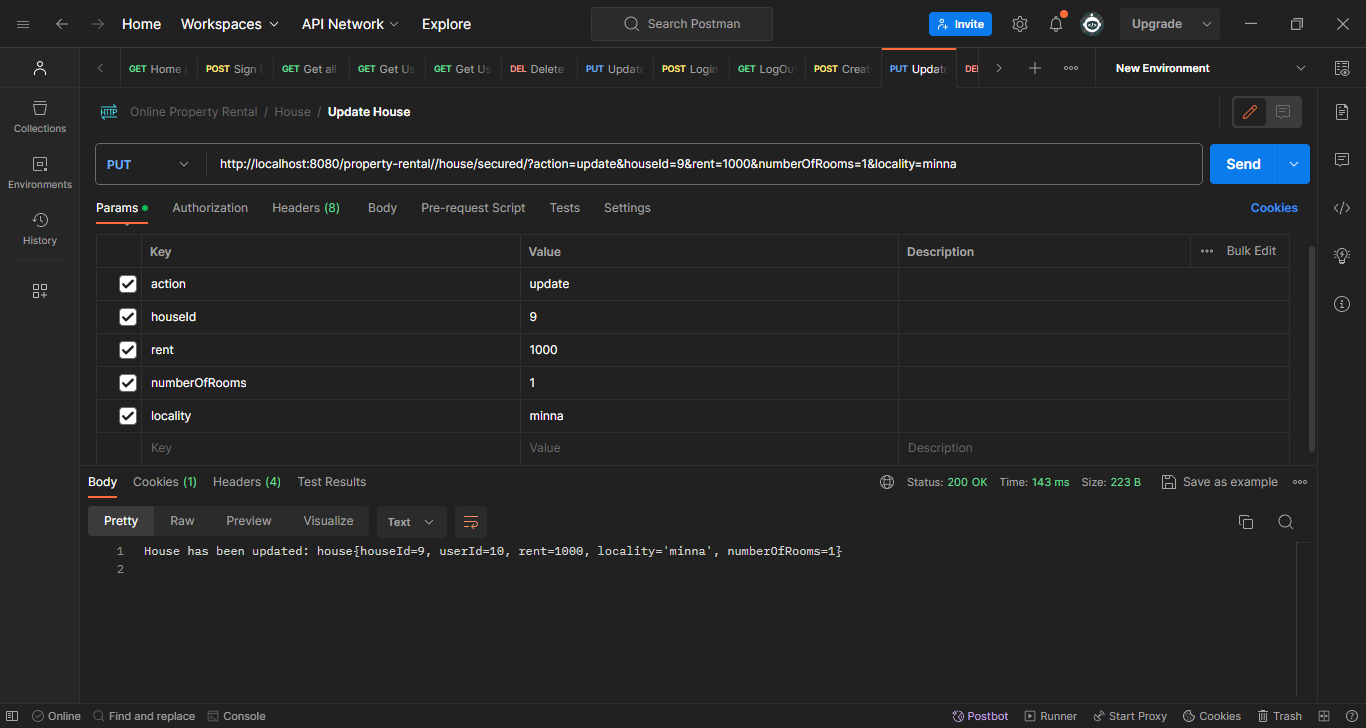 Home Workspaces API Network Explore Search Postman Invite Upgrade
GET Home POST Sign GET Get all GET Get Us GET Get Us DEL Delete PUT Update POST Login GET LogOu POST Creat PUT Updat DEL New Environment
Online Property Rental / House / Update House
HTTP
Collections
Environments
History
PUT http://localhost:8080/property-rental//house/secured/?action=update&houseId=9&rent=1000&numberOfRooms=1&locality=minna Send
Params Authorization Headers (8) Body Pre-request Script Tests Settings Cookies
Key Value Description Bulk Edit
action update
houseId 9
rent 1000
numberOfRooms 1
locality minna
Key Value Description
Body Cookies (1) Headers (4) Test Results Status: 200 OK Time: 143 ms Size: 223 B Save as example
Pretty Raw Preview Visualize Text
1 House has been updated: house{houseId=9, userId=10, rent=1000, locality='minna', numberOfRooms=1}
2
Online Find and replace Console Postbot Runner Start Proxy Cookies Trash